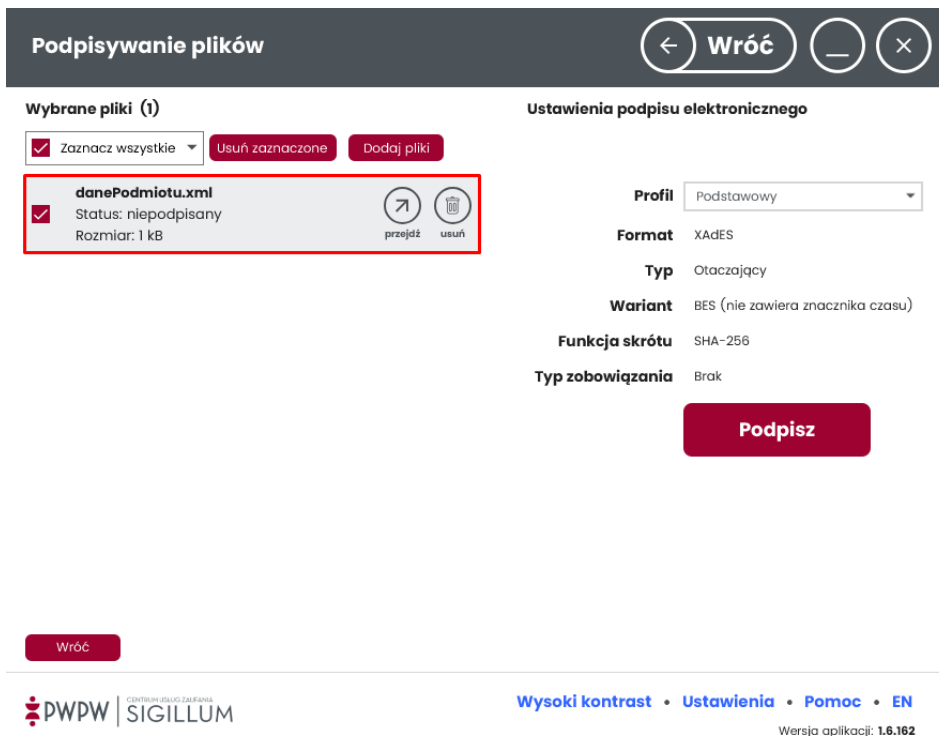 Podpisywanie plików
Wróć
Wybrane pliki (1)
Zaznacz wszystkie
Usuń zaznaczone
Dodaj pliki
danePodmiotu.xml
Status: niepodpisany
Rozmiar: 1 kB
przejdź
usuń
Ustawienia podpisu elektronicznego
Profil Podstawowy
Format XAdES
Typ Otaczający
Wariant BES (nie zawiera znacznika czasu)
Funkcja skrótu SHA-256
Typ zobowiązania Brak
Podpisz
Wróć
PWPW
CENTRUM USŁUG ZAUFANIA
SIGILLUM
Wysoki kontrast • Ustawienia • Pomoc • EN
Wersja aplikacji: 1.6.162